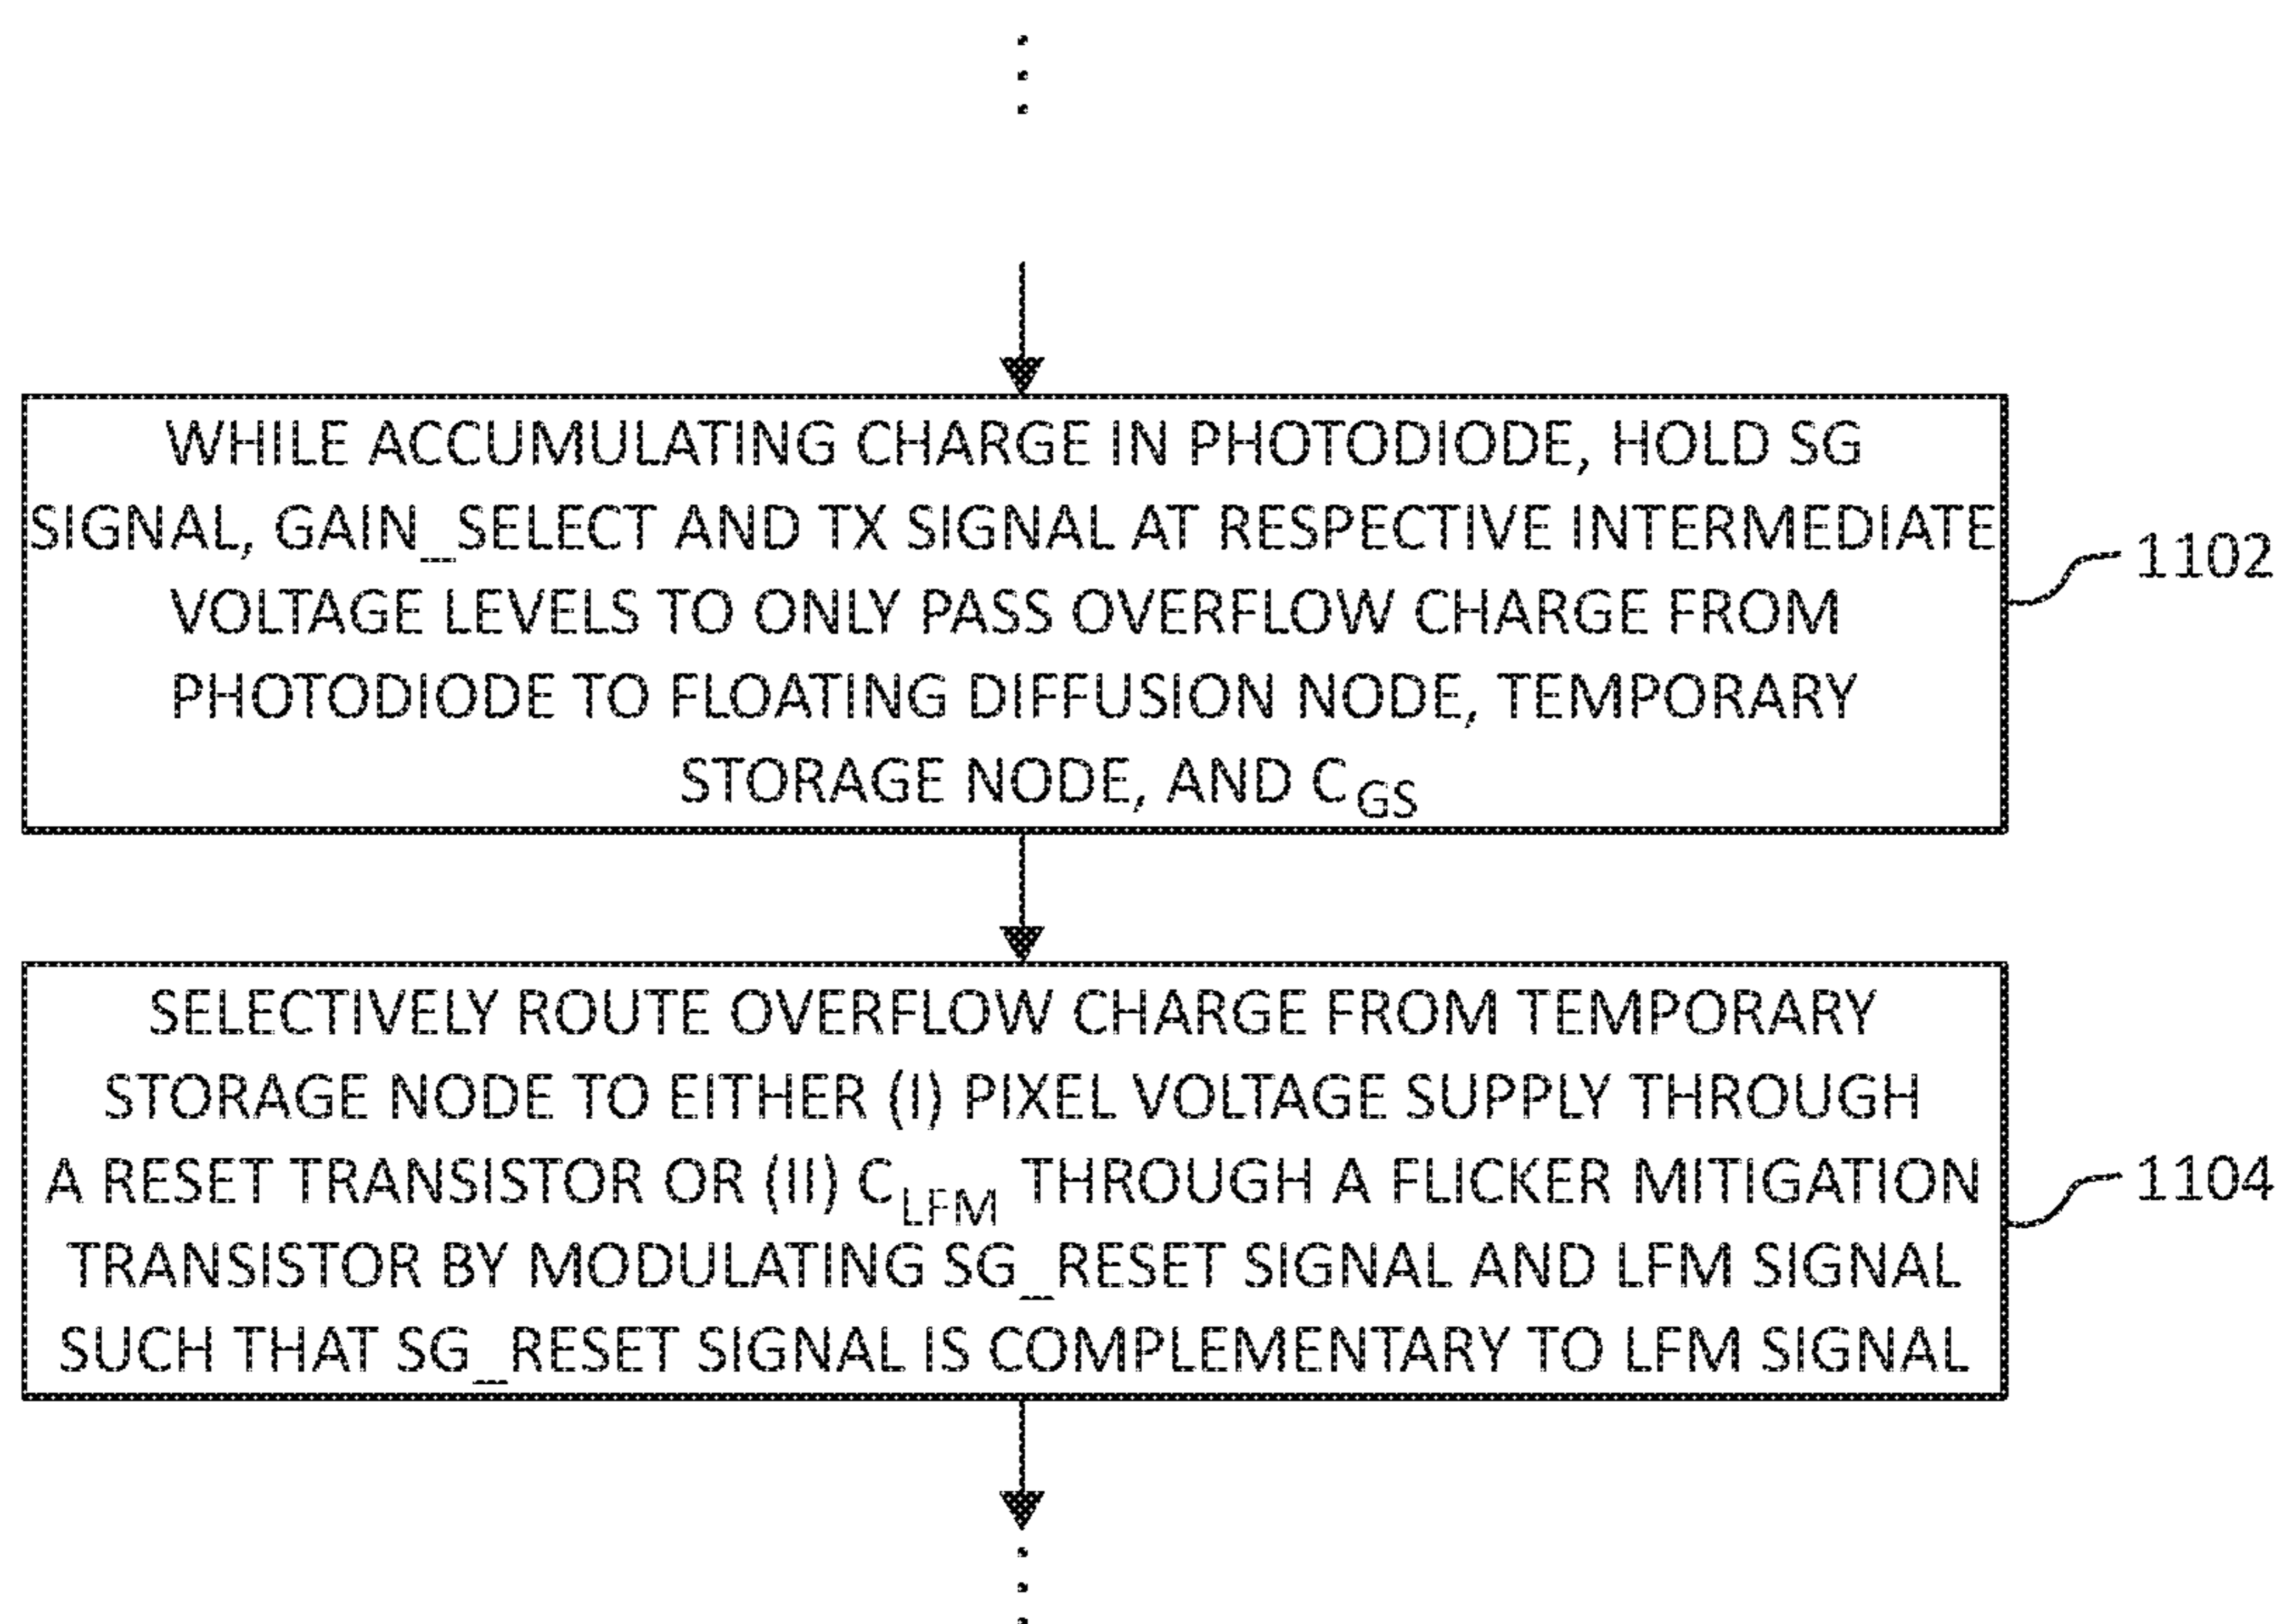 WHILE ACCUMULATING CHARGE IN PHOTODIODE, HOLD SG
SIGNAL, GAIN_SELECT AND TX SIGNAL AT RESPECTIVE INTERMEDIATE
VOLTAGE LEVELS TO ONLY PASS OVERFLOW CHARGE FROM
PHOTODIODE TO FLOATING DIFFUSION NODE, TEMPORARY
STORAGE NODE, AND C_GS
1102
SELECTIVELY ROUTE OVERFLOW CHARGE FROM TEMPORARY
STORAGE NODE TO EITHER (I) PIXEL VOLTAGE SUPPLY THROUGH
A RESET TRANSISTOR OR (II) C_LFM THROUGH A FLICKER MITIGATION
TRANSISTOR BY MODULATING SG_RESET SIGNAL AND LFM SIGNAL
SUCH THAT SG_RESET SIGNAL IS COMPLEMENTARY TO LFM SIGNAL
1104